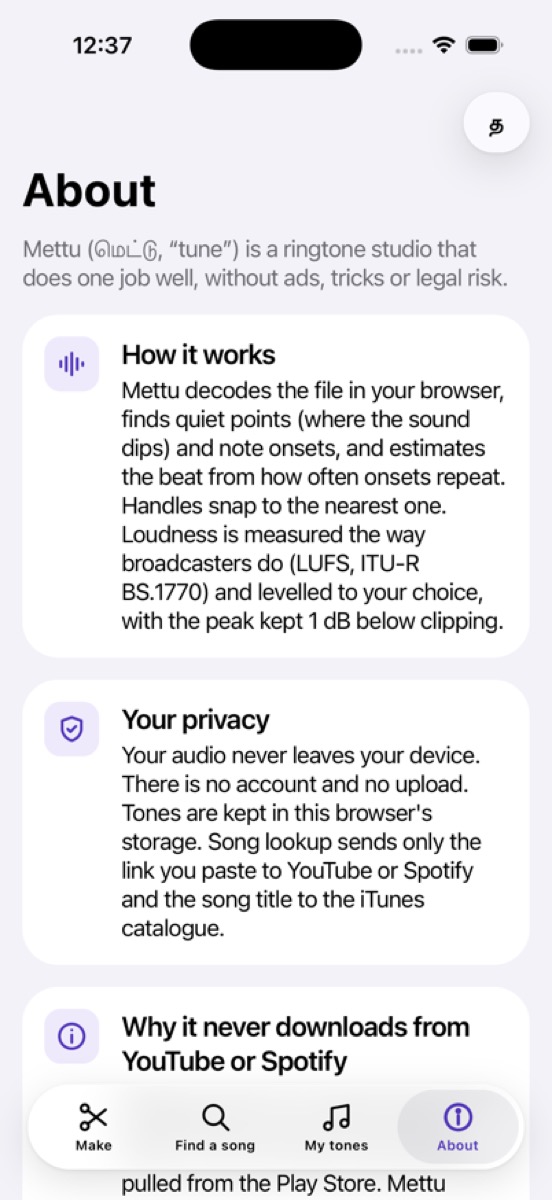 12:37
த
About
Mettu (மெட்டு, “tune”) is a ringtone studio that
does one job well, without ads, tricks or legal risk.
How it works
Mettu decodes the file in your browser,
finds quiet points (where the sound
dips) and note onsets, and estimates
the beat from how often onsets repeat.
Handles snap to the nearest one.
Loudness is measured the way
broadcasters do (LUFS, ITU-R
BS.1770) and levelled to your choice,
with the peak kept 1 dB below clipping.
Your privacy
Your audio never leaves your device.
There is no account and no upload.
Tones are kept in this browser's
storage. Song lookup sends only the
link you paste to YouTube or Spotify
and the song title to the iTunes
catalogue.
Why it never downloads from
YouTube or Spotify
Make
Find a song
My tones
About
pulled from the Play Store. Mettu